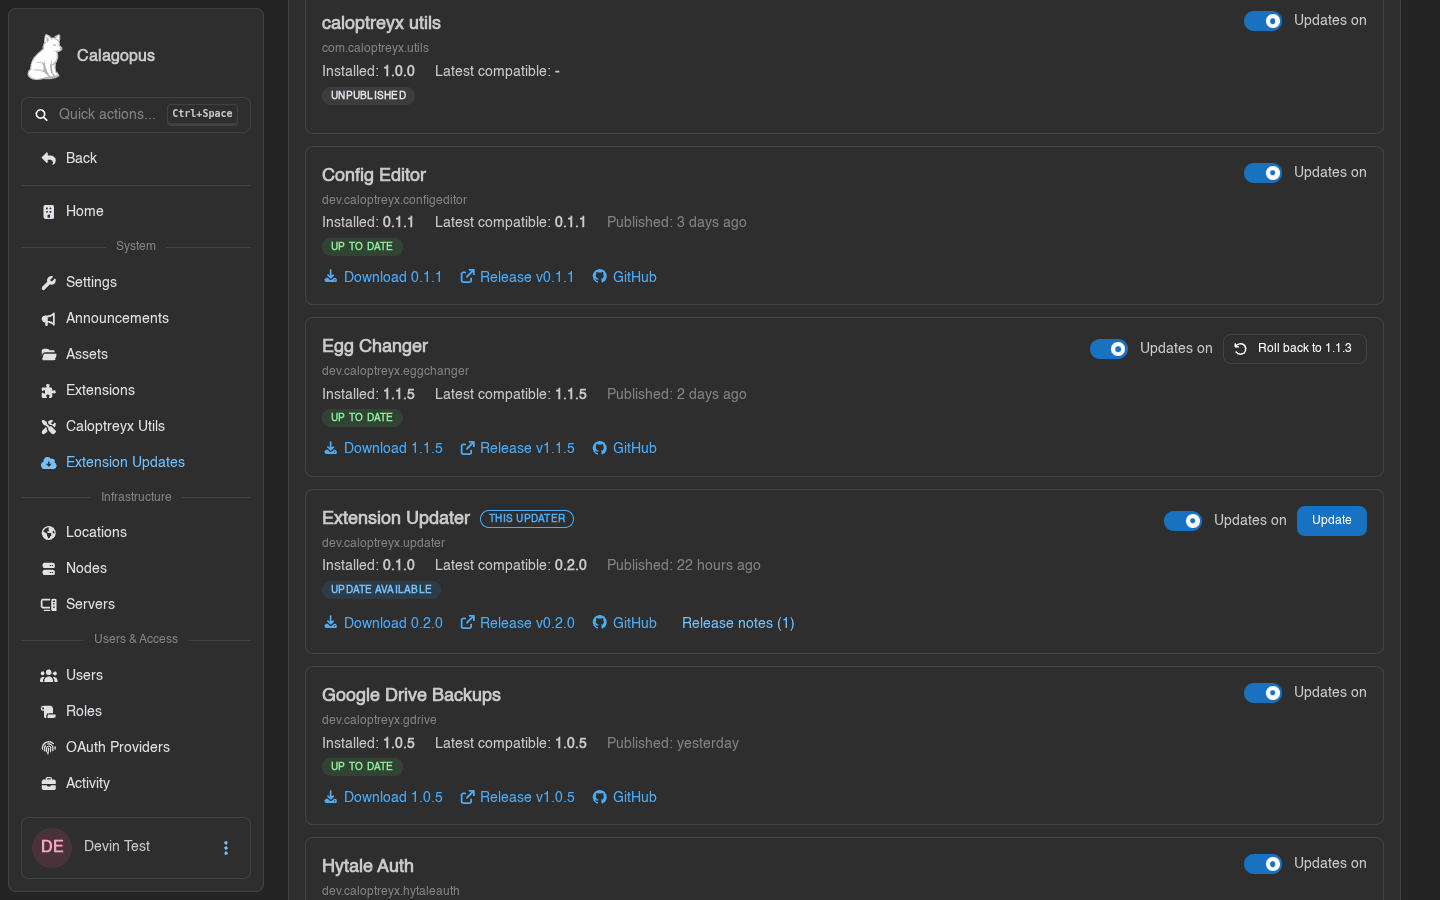 Calagopus
Quick actions... Ctrl+Space
Back
Home
System
Settings
Announcements
Assets
Extensions
Caloptreyx Utils
Extension Updates
Infrastructure
Locations
Nodes
Servers
Users & Access
Users
Roles
OAuth Providers
Activity
DE Devin Test
caloptreyx utils
Updates on
com.caloptreyx.utils
Installed: 1.0.0 Latest compatible: -
UNPUBLISHED
Config Editor
Updates on
dev.caloptreyx.configeditor
Installed: 0.1.1 Latest compatible: 0.1.1 Published: 3 days ago
UP TO DATE
Download 0.1.1 Release v0.1.1 GitHub
Egg Changer
Updates on Roll back to 1.1.3
dev.caloptreyx.eggchanger
Installed: 1.1.5 Latest compatible: 1.1.5 Published: 2 days ago
UP TO DATE
Download 1.1.5 Release v1.1.5 GitHub
Extension Updater THIS UPDATER
Updates on Update
dev.caloptreyx.updater
Installed: 0.1.0 Latest compatible: 0.2.0 Published: 22 hours ago
UPDATE AVAILABLE
Download 0.2.0 Release v0.2.0 GitHub Release notes (1)
Google Drive Backups
Updates on
dev.caloptreyx.gdrive
Installed: 1.0.5 Latest compatible: 1.0.5 Published: yesterday
UP TO DATE
Download 1.0.5 Release v1.0.5 GitHub
Hytale Auth
Updates on
dev.caloptreyx.hytaleauth